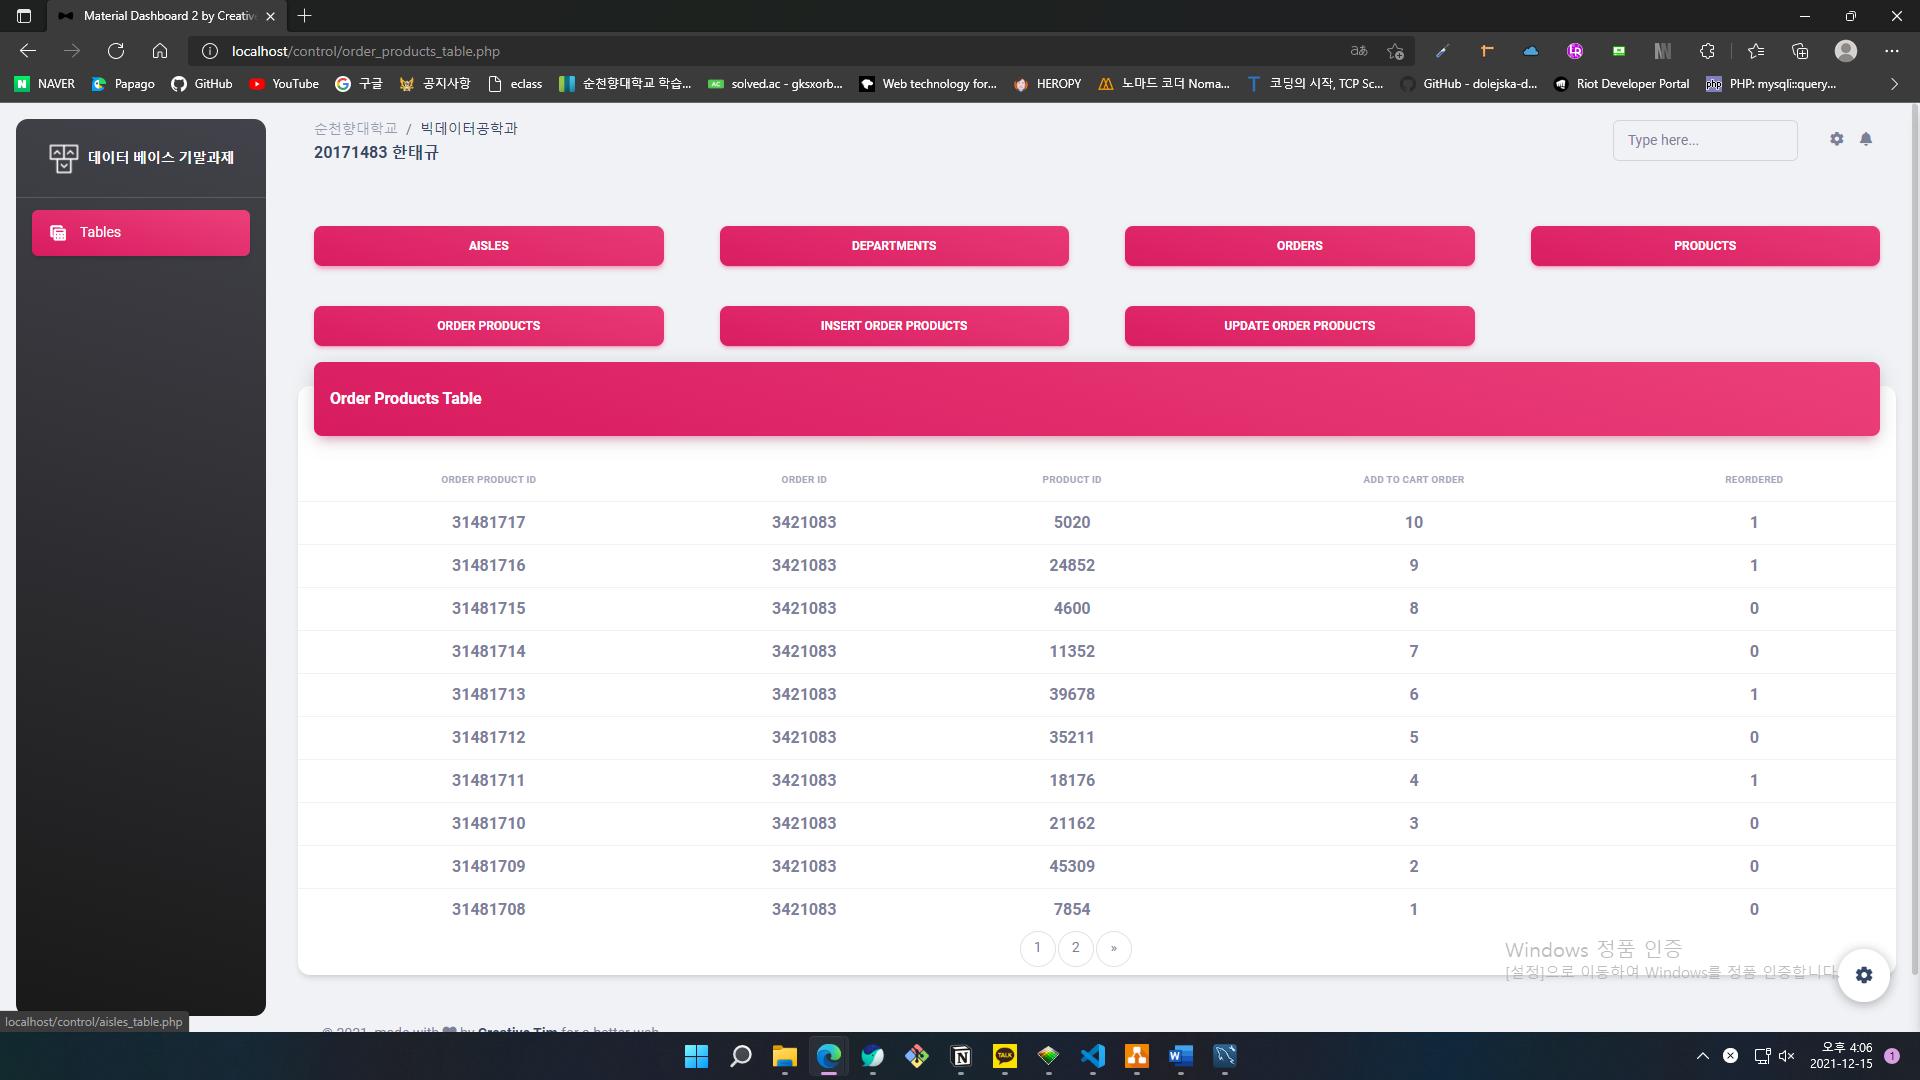 Material Dashboard 2 by Creativ
localhost/control/order_products_table.php
NAVER
Papago
GitHub
YouTube
구글
공지사항
eclass
순천향대학교 학습...
solved.ac - gksxorb...
Web technology for...
HEROPY
노마드 코더 Noma...
코딩의 시작, TCP Sc...
GitHub - dolejska-d...
Riot Developer Portal
PHP: mysqli::query...
데이터 베이스 기말과제
순천향대학교 / 빅데이터공학과
20171483 한태규
Type here...
Tables
AISLES
DEPARTMENTS
ORDERS
PRODUCTS
ORDER PRODUCTS
INSERT ORDER PRODUCTS
UPDATE ORDER PRODUCTS
Order Products Table
ORDER PRODUCT ID ORDER ID PRODUCT ID ADD TO CART ORDER REORDERED
31481717 3421083 5020 10 1
31481716 3421083 24852 9 1
31481715 3421083 4600 8 0
31481714 3421083 11352 7 0
31481713 3421083 39678 6 1
31481712 3421083 35211 5 0
31481711 3421083 18176 4 1
31481710 3421083 21162 3 0
31481709 3421083 45309 2 0
31481708 3421083 7854 1 0
1 2 »
Windows 정품 인증
[설정]으로 이동하여 Windows를 정품 인증합니다.
localhost/control/aisles_table.php
© 2021, made with by Creative Tim for a better web.
오후 4:06
2021-12-15
1